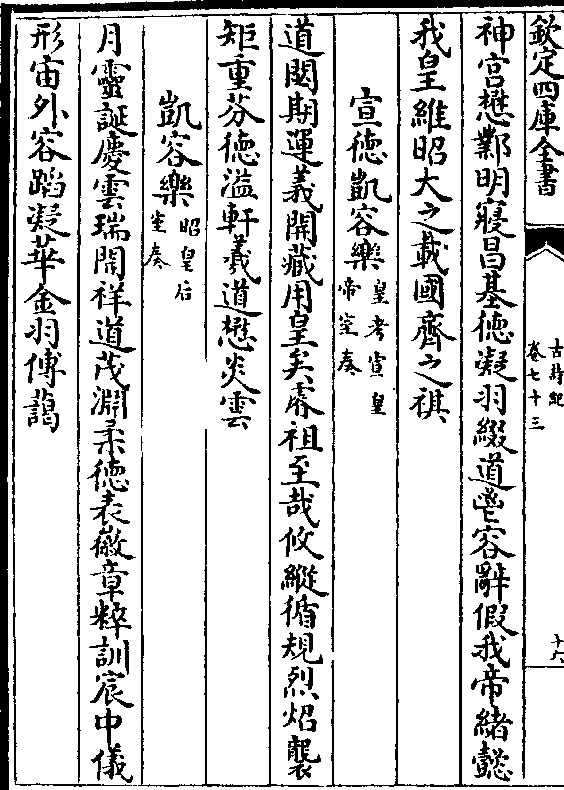 欽定四庫全書
古詩紀
卷七十三
十六
神宮懋鄴明寢昌基德凝羽綴道鬯容辭假我帝緒懿
我皇維昭大之載國齊之祺
宣德凱容樂皇考宣皇帝室奏
道閟期運義開藏用皇矣睿祖至哉攸縱循規烈炤襲
矩重芬德溢軒羲道懋炎雲
凱容樂昭皇后室奏
月靈誕慶雲瑞開祥道茂淵柔德表徽章粹訓宸中儀
形宙外容蹈凝華金羽傳藹